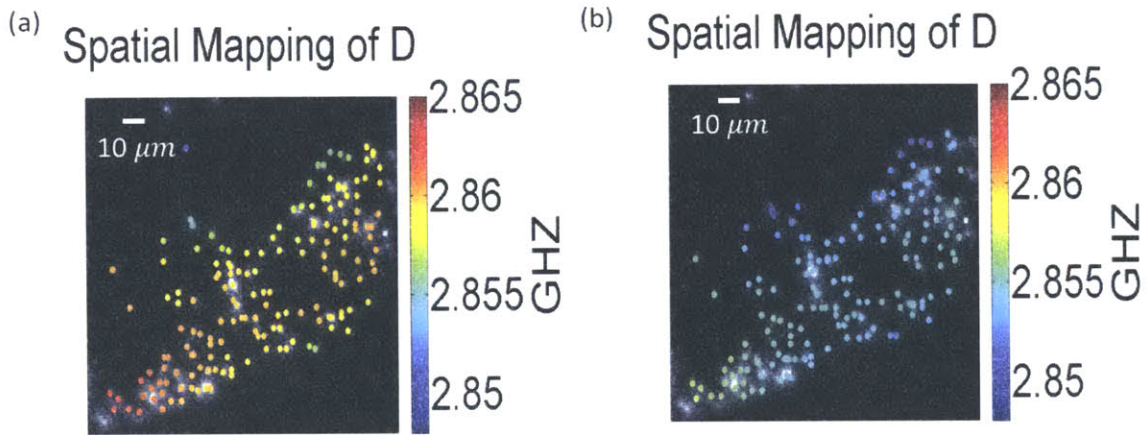 (a)
Spatial Mapping of D
10 μm
2.865
2.86
2.855
2.85
GHZ
(b)
Spatial Mapping of D
10 μm
2.865
2.86
2.855
2.85
GHZ